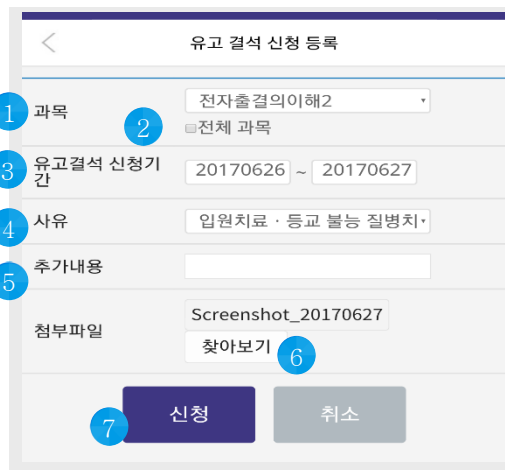 유고 결석 신청 등록
1 과목 전자출결의이해2
2 전체 과목
3 유고결석 신청기간 20170626 ~ 20170627
4 사유 입원치료 · 등교 불능 질병치
5 추가내용
첨부파일 Screenshot_20170627
찾아보기 6
7 신청 취소